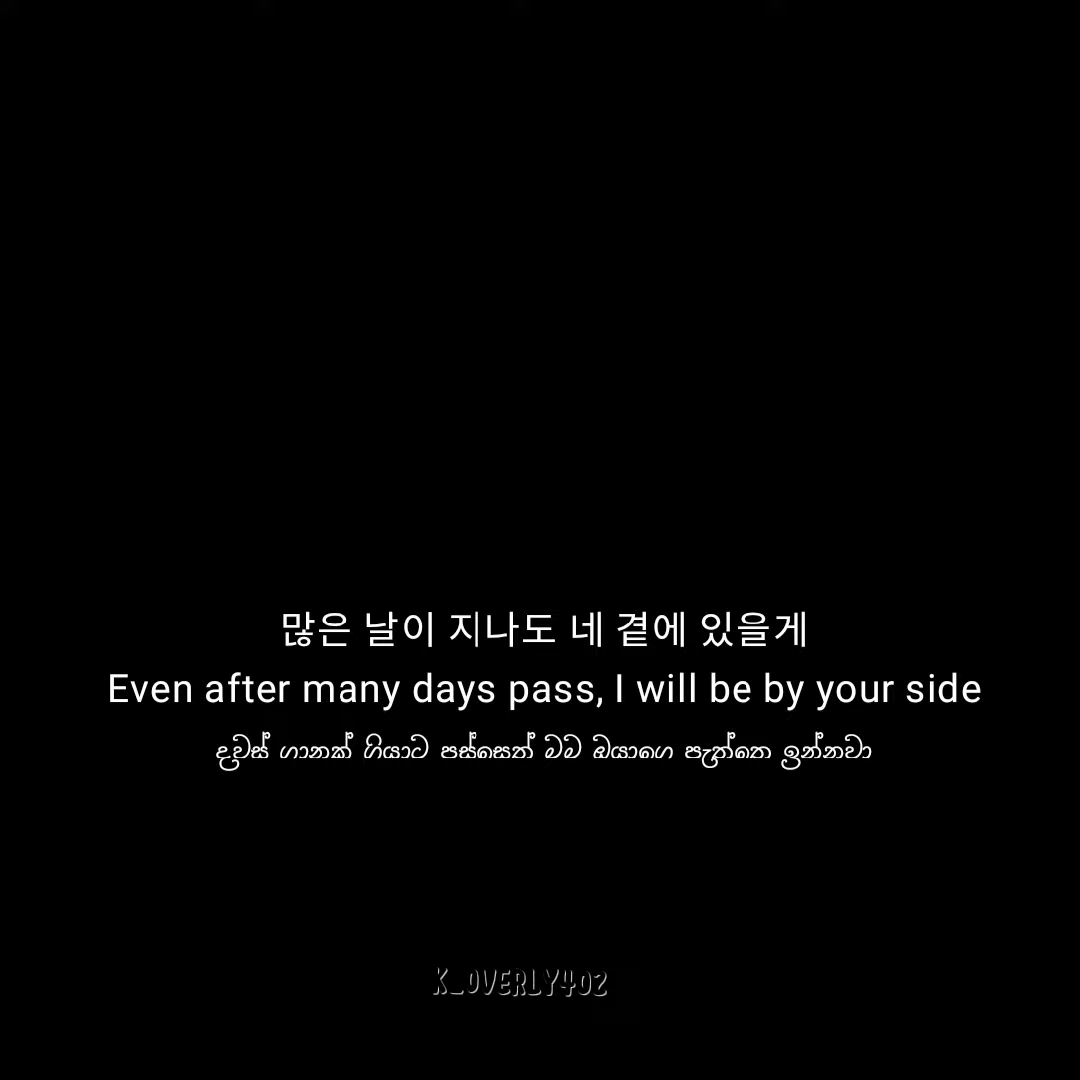 많은 날이 지나도 네 곁에 있을게
Even after many days pass, I will be by your side
දවස් ගානක් ගියාට පස්සෙත් මම ඔයාගෙ පැත්තෙ ඉන්නවා
K_OVERLY402